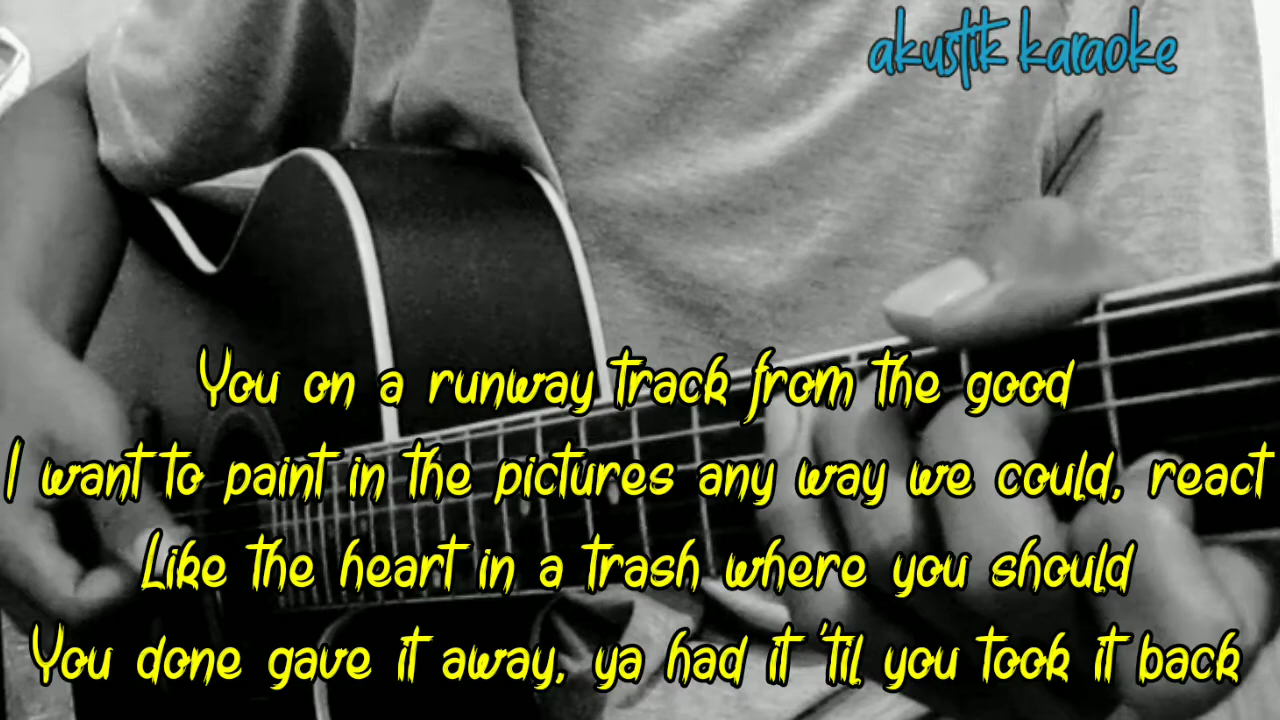 akustik karaoke
You on a runway track from the good
I want to paint in the pictures any way we could, react
Like the heart in a trash where you should
You done gave it away, ya had it 'til you took it back